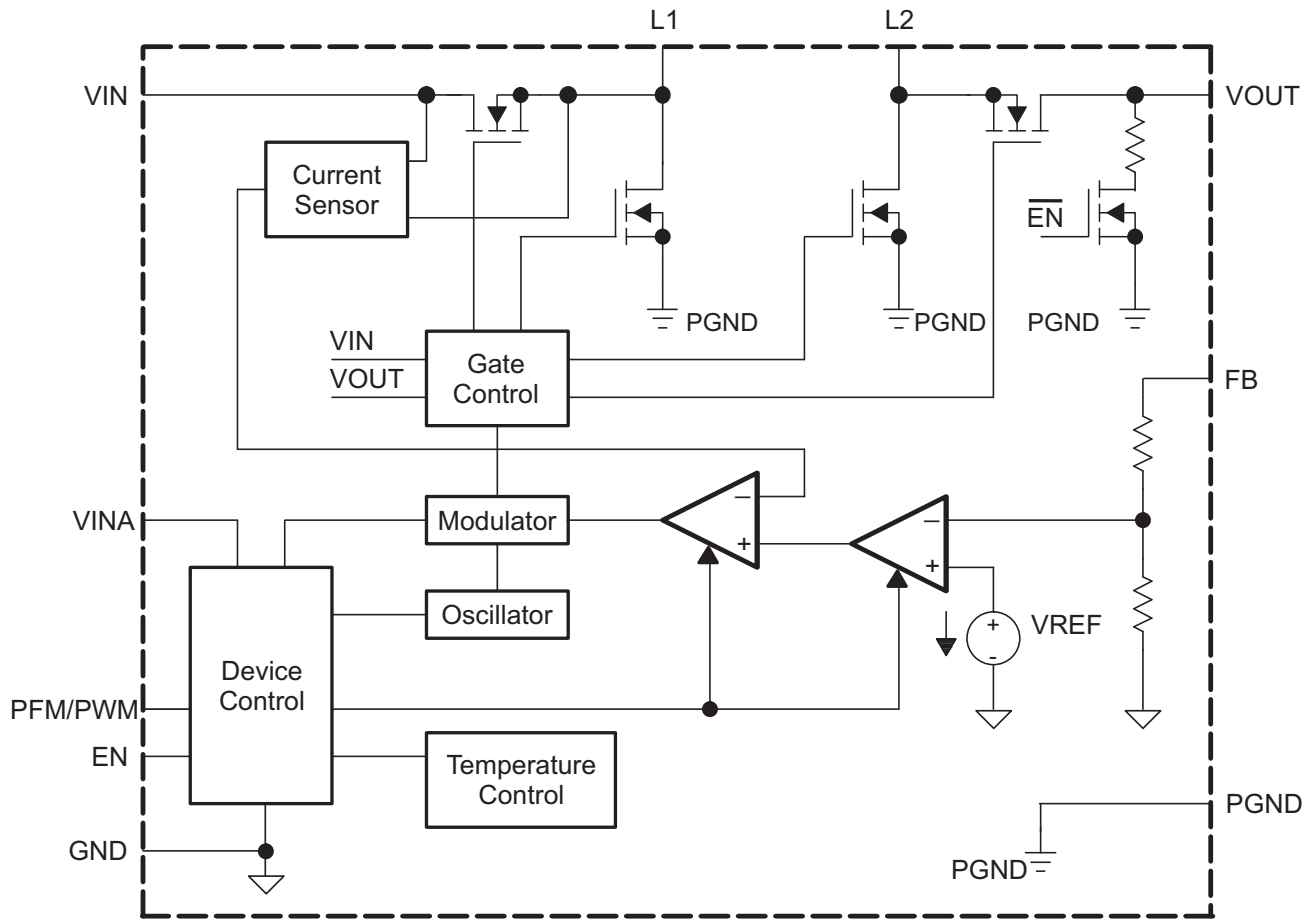 L1
L2
VIN
VOUT
Current
Sensor
E̅N̅
PGND
PGND
PGND
VIN
VOUT
Gate
Control
FB
VINA
Modulator
−
+
−
+
Oscillator
+
-
VREF
Device
Control
PFM/PWM
EN
Temperature
Control
GND
PGND
PGND